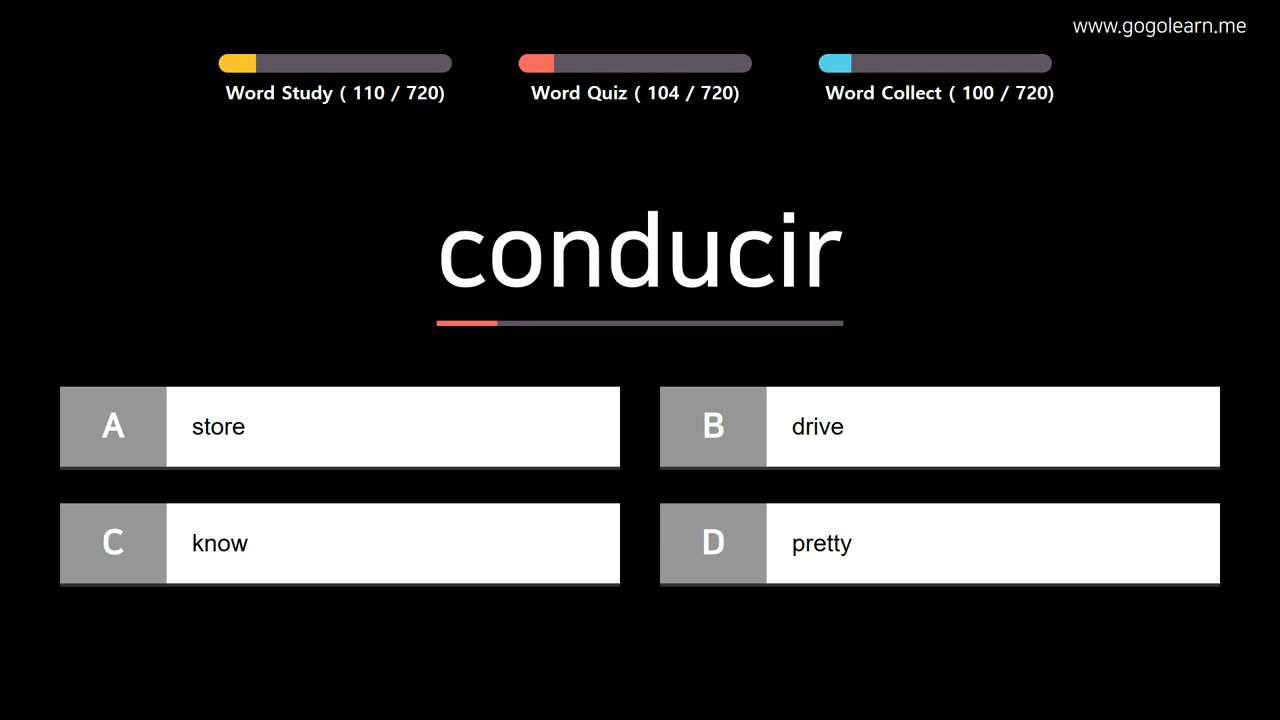 www.gogolearn.me
Word Study ( 110 / 720)
Word Quiz ( 104 / 720)
Word Collect ( 100 / 720)
conducir
A store
B drive
C know
D pretty